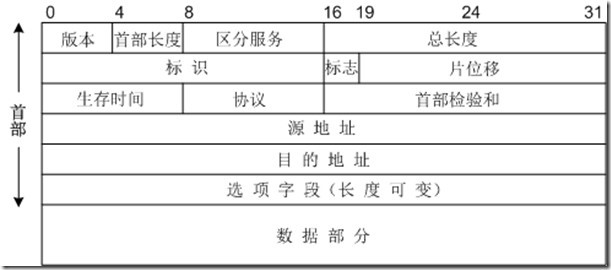 0 4 8 16 19 24 31
版本 首部长度 区分服务 总长度
标识 标志 片位移
首部
生存时间 协议 首部检验和
源地址
目的地址
选项字段(长度可变)
数据部分